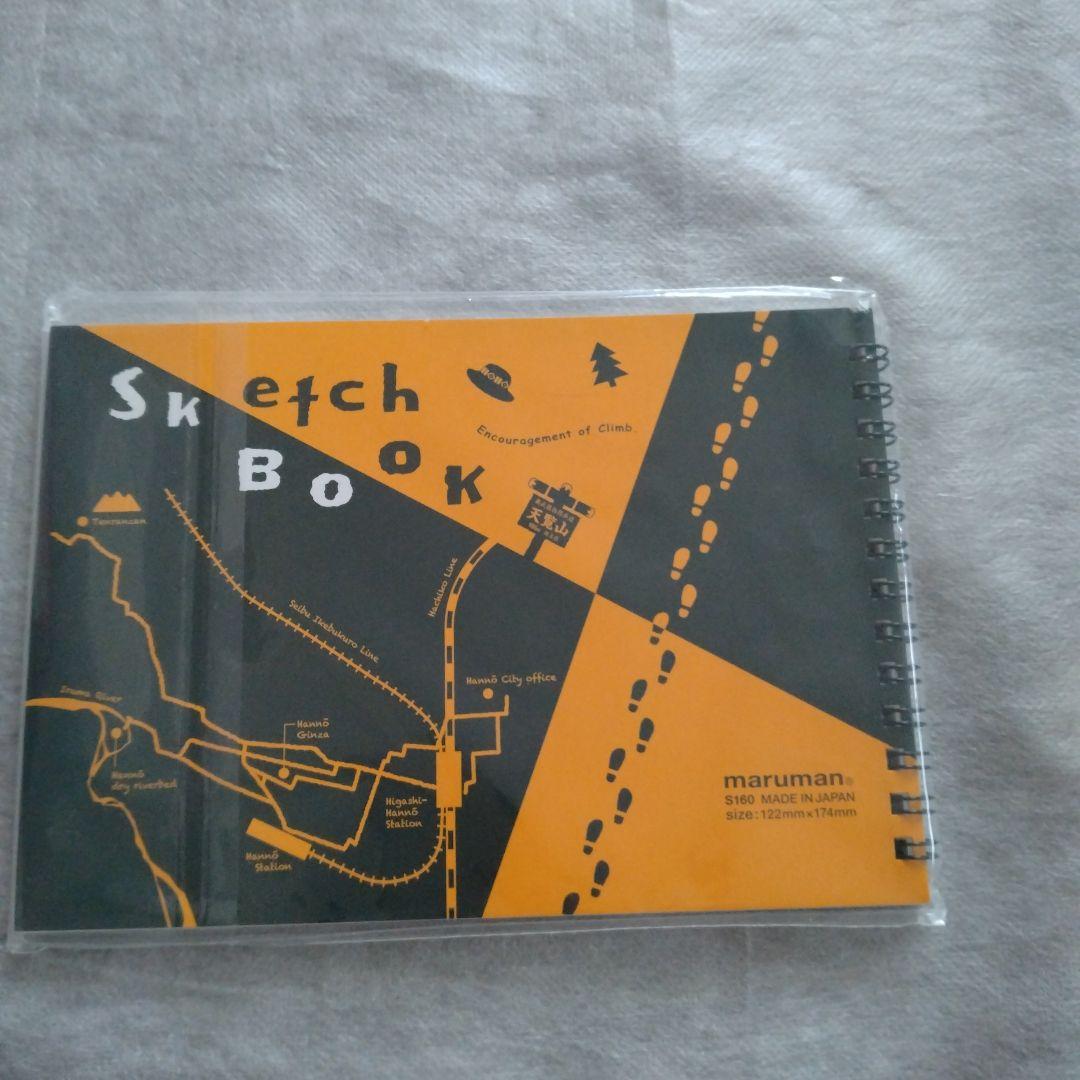 Sketch
Book
Encouragement of Climb.
天覧山
Tenranzan
Hachiko Line
Seibu Ikebukuro Line
Hannō City office
Iruma River
Hannō
Ginza
Hannō
dry riverbed
Higashi-
Hannō
Station
Hannō
Station
maruman®
S160 MADE IN JAPAN
size:122mm×174mm